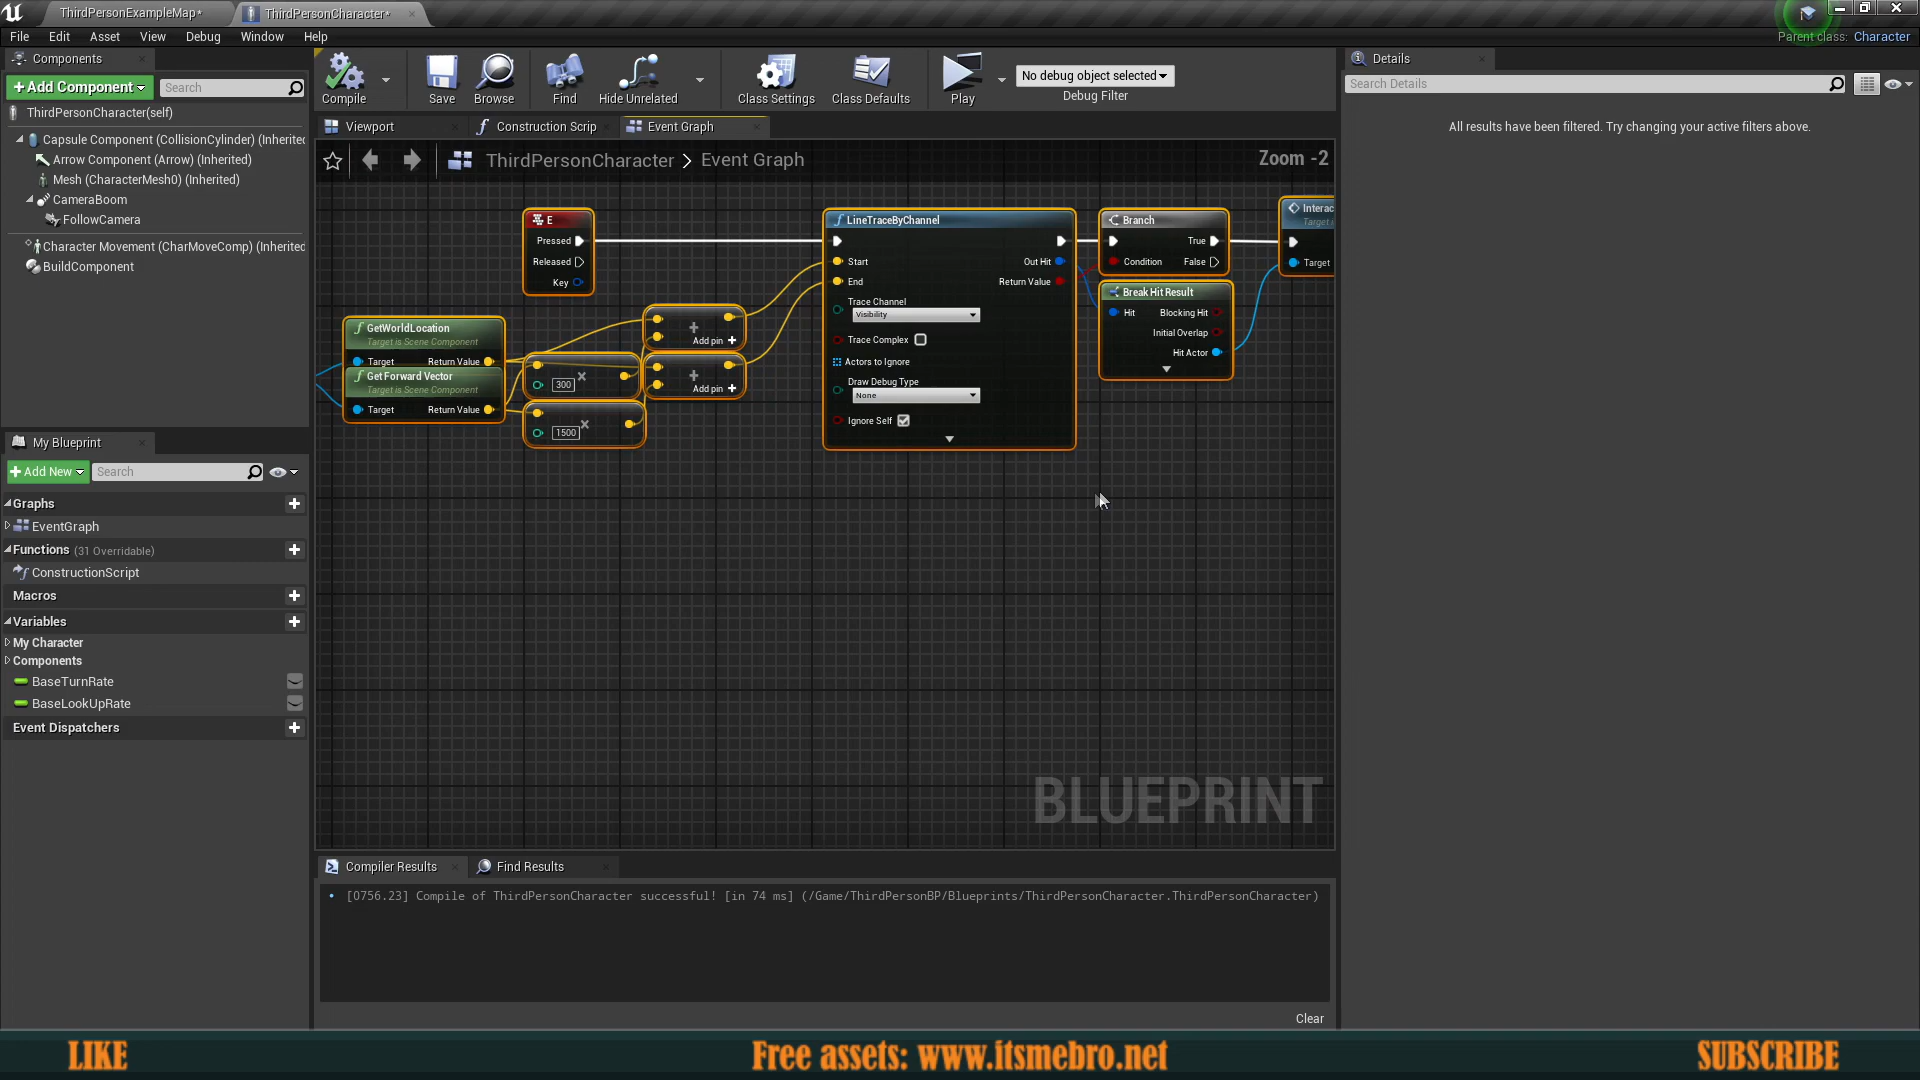 ThirdPersonExampleMap*
ThirdPersonCharacter*
File Edit Asset View Debug Window Help
Parent class: Character
Components
+Add Component
Search
ThirdPersonCharacter(self)
Capsule Component (CollisionCylinder) (Inherited
Arrow Component (Arrow) (Inherited)
Mesh (CharacterMesh0) (Inherited)
CameraBoom
FollowCamera
Character Movement (CharMoveComp) (Inherited
BuildComponent
Compile
Save
Browse
Find
Hide Unrelated
Class Settings
Class Defaults
Play
No debug object selected
Debug Filter
Viewport
Construction Scrip
Event Graph
ThirdPersonCharacter > Event Graph
Zoom -2
E
Pressed
Released
Key
GetWorldLocation
Target is Scene Component
Target Return Value
Get Forward Vector
Target is Scene Component
Target Return Value
300
1500
Add pin +
Add pin +
LineTraceByChannel
Start Out Hit
End Return Value
Trace Channel
Visibility
Trace Complex
Actors to Ignore
Draw Debug Type
None
Ignore Self
Branch
True
Condition False
Break Hit Result
Hit Blocking Hit
Initial Overlap
Hit Actor
Interac
Target i
Target
BLUEPRINT
My Blueprint
+Add New
Search
Graphs
EventGraph
Functions (31 Overridable)
ConstructionScript
Macros
Variables
My Character
Components
BaseTurnRate
BaseLookUpRate
Event Dispatchers
Compiler Results
Find Results
[0756.23] Compile of ThirdPersonCharacter successful! [in 74 ms] (/Game/ThirdPersonBP/Blueprints/ThirdPersonCharacter.ThirdPersonCharacter)
Clear
Details
Search Details
All results have been filtered. Try changing your active filters above.
LIKE
Free assets: www.itsmebro.net
SUBSCRIBE